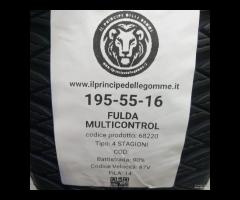 IL PRINCIPE DELLE GOMME
www.ilprincipedellegomme.it
195-55-16
FULDA
MULTICONTROL
codice prodotto: 68220
Tipo: 4 STAGIONI
COD:
Battistrada: 90%
Codice Velocità: 87V
FILA: 14